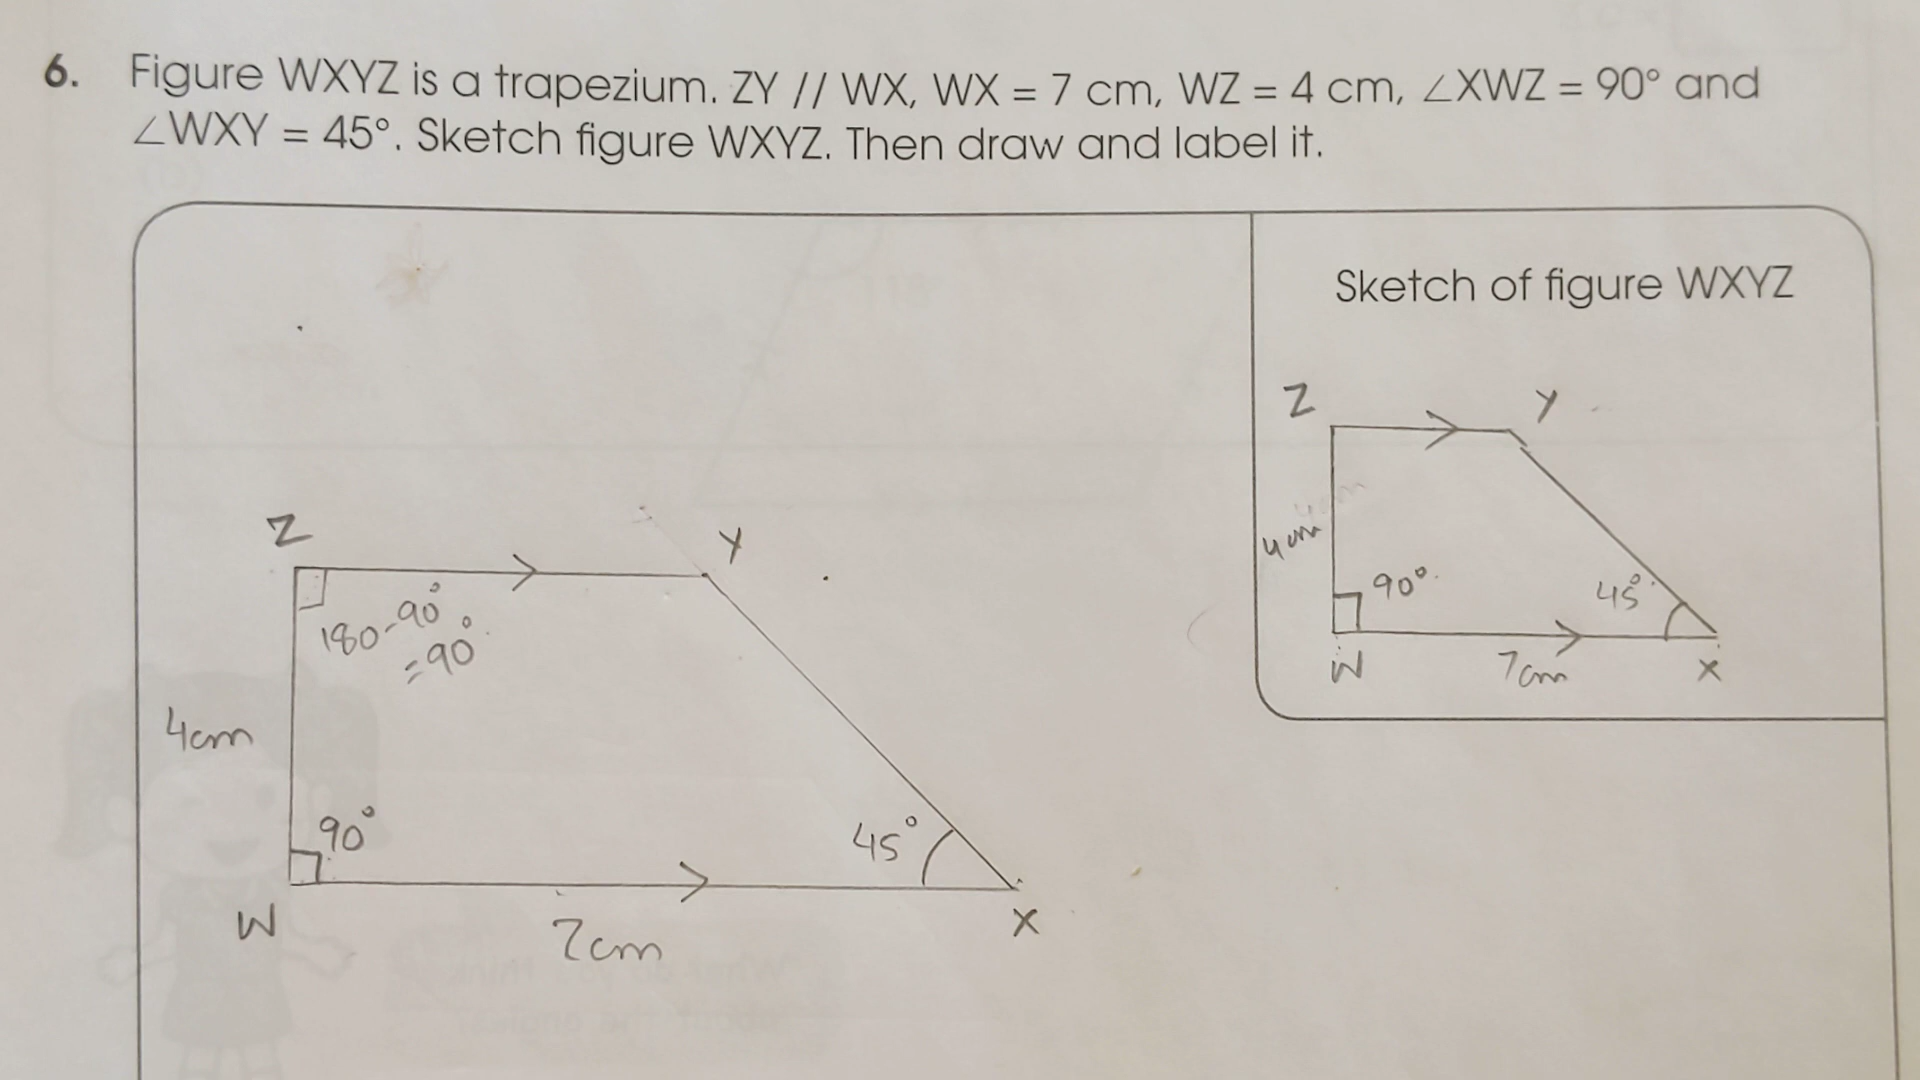 6. Figure WXYZ is a trapezium. ZY // WX, WX = 7 cm, WZ = 4 cm, ∠XWZ = 90° and
∠WXY = 45°. Sketch figure WXYZ. Then draw and label it.
Sketch of figure WXYZ
Z Y
4cm
90° 45°
W 7cm X
Z Y
180-90°
=90°
4cm
90° 45°
W 7cm X